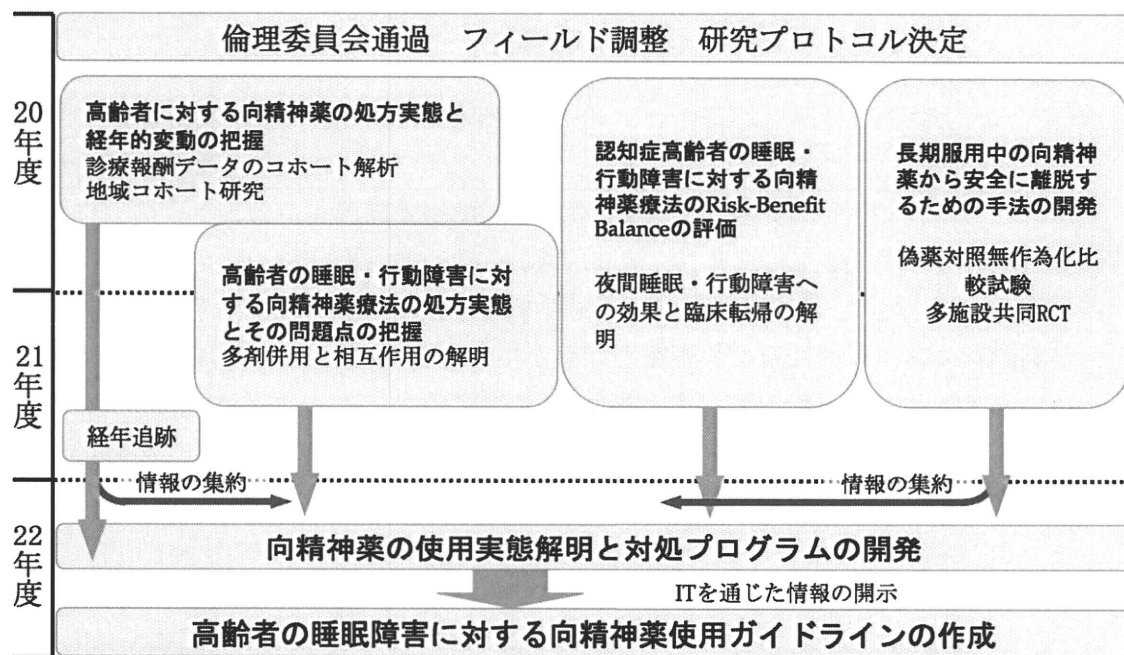 倫理委員会通過 フィールド調整 研究プロトコル決定
20年度
高齢者に対する向精神薬の処方実態と
経年的変動の把握
診療報酬データのコホート解析
地域コホート研究
高齢者の睡眠・行動障害に対
する向精神薬療法の処方実態
とその問題点の把握
多剤併用と相互作用の解明
認知症高齢者の睡眠・
行動障害に対する向精
神薬療法のRisk-Benefit
Balanceの評価
夜間睡眠・行動障害へ
の効果と臨床転帰の解
明
長期服用中の向精神
薬から安全に離脱す
るための手法の開発
偽薬対照無作為化比
較試験
多施設共同RCT
21年度
経年追跡
情報の集約
情報の集約
22年度
向精神薬の使用実態解明と対処プログラムの開発
ITを通じた情報の開示
高齢者の睡眠障害に対する向精神薬使用ガイドラインの作成